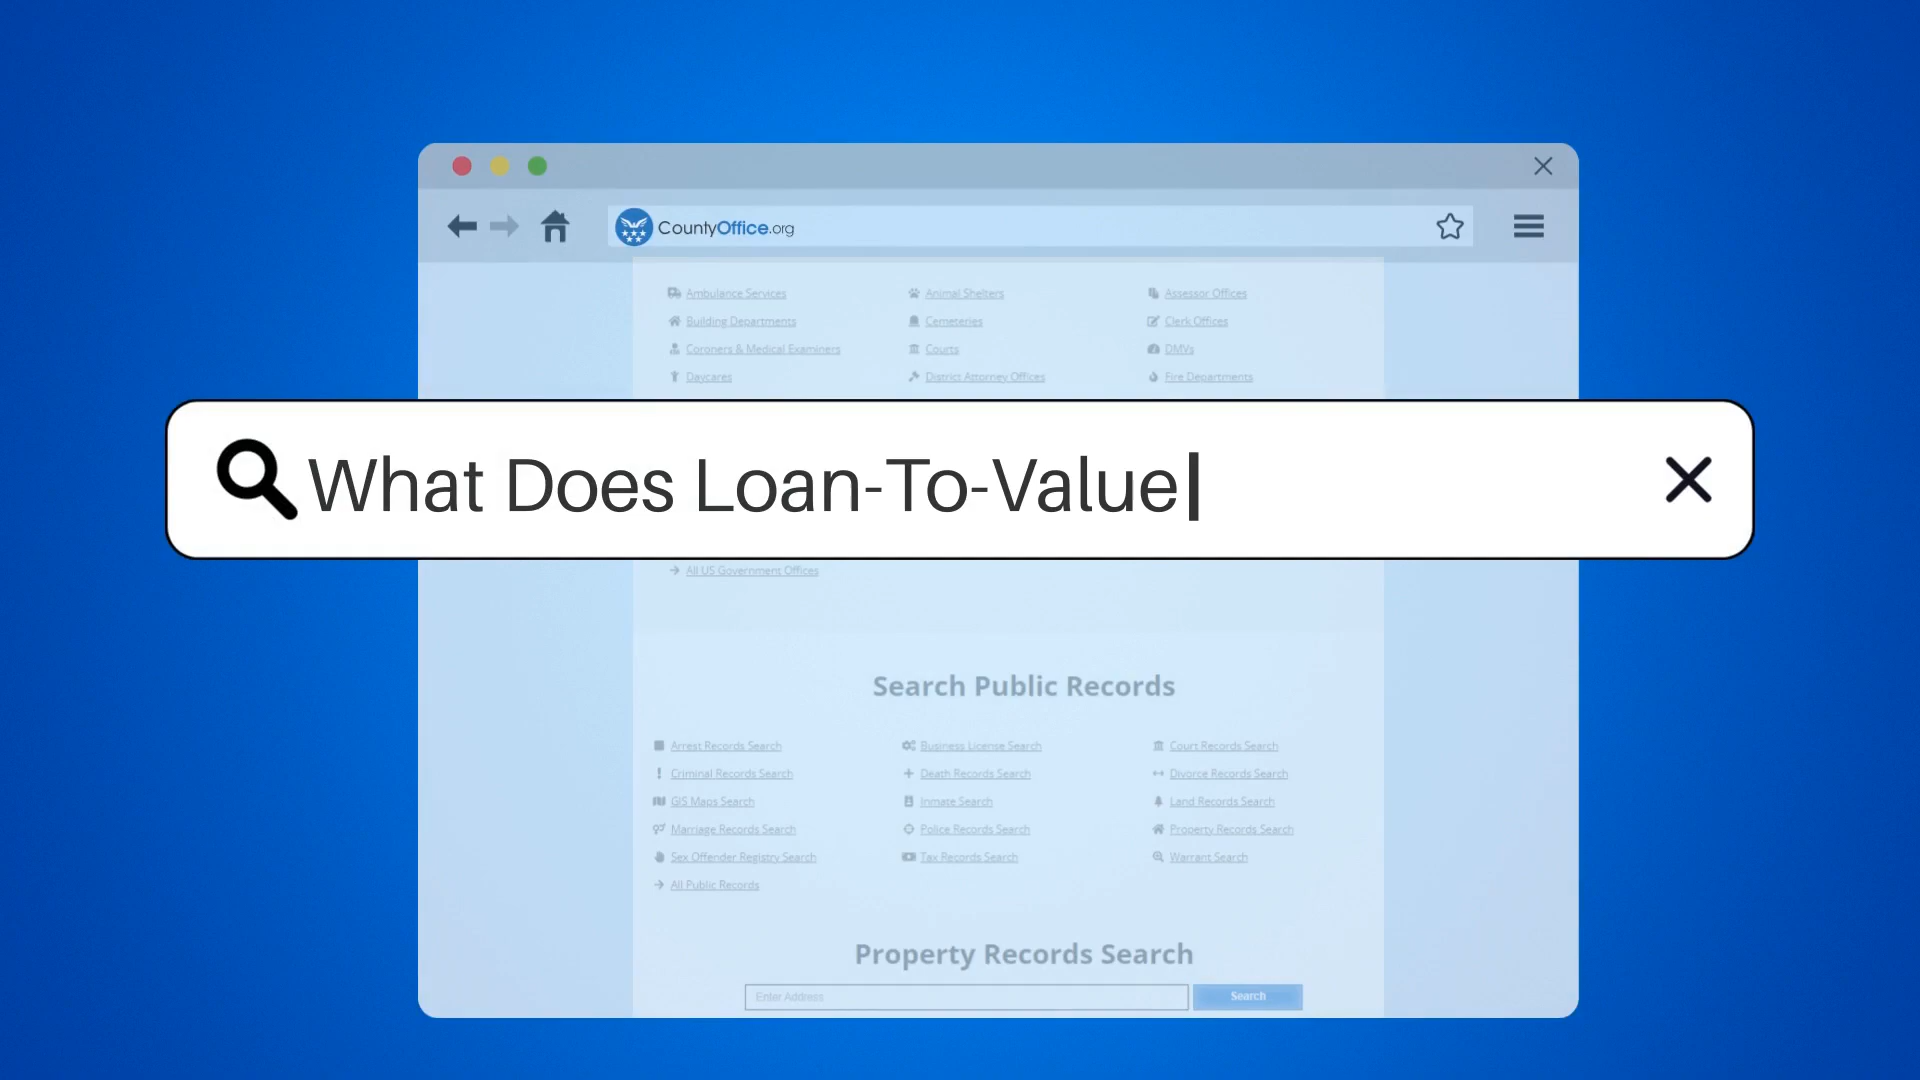 CountyOffice.org
Ambulance Services Animal Shelters Assessor Offices
Building Departments Cemeteries Clerk Offices
Coroners & Medical Examiners Courts DMVs
Daycares District Attorney Offices Fire Departments
What Does Loan-To-Value
All US Government Offices
Search Public Records
Arrest Records Search Business License Search Court Records Search
Criminal Records Search Death Records Search Divorce Records Search
GIS Maps Search Inmate Search Land Records Search
Marriage Records Search Police Records Search Property Records Search
Sex Offender Registry Search Tax Records Search Warrant Search
All Public Records
Property Records Search
Enter Address Search